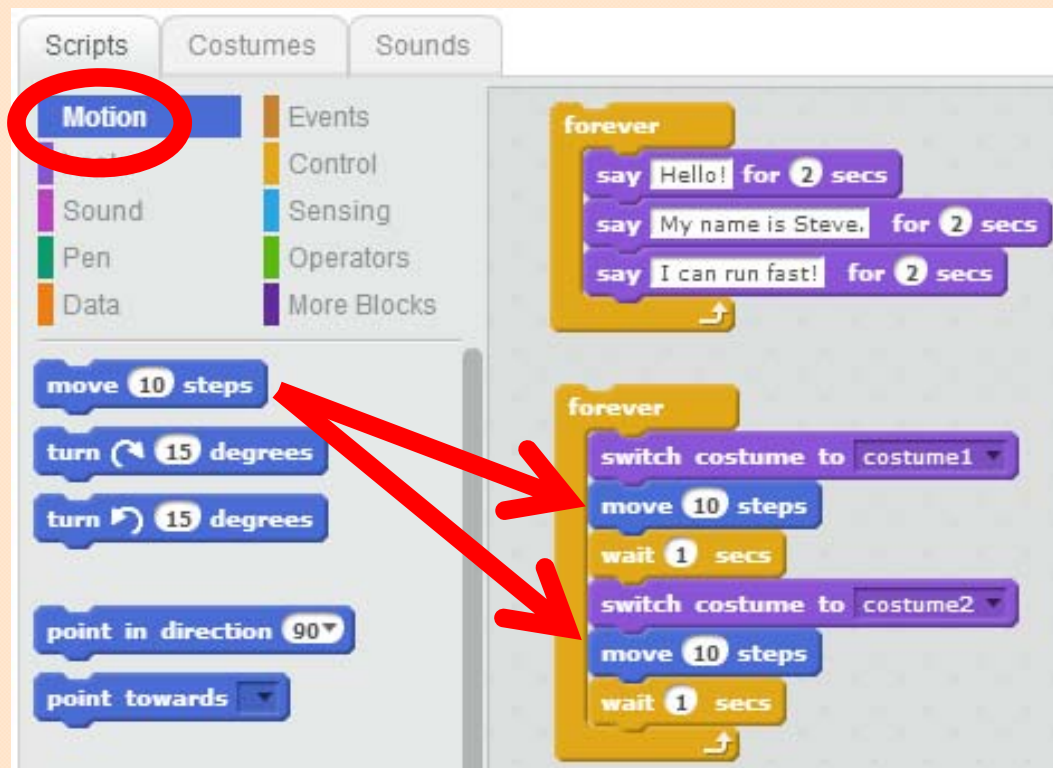 Scripts Costumes Sounds
Motion Events
Control
Sound Sensing
Pen Operators
Data More Blocks
move 10 steps
turn 15 degrees
turn 15 degrees
point in direction 90
point towards
forever
say Hello! for 2 secs
say My name is Steve. for 2 secs
say I can run fast! for 2 secs
forever
switch costume to costume1
move 10 steps
wait 1 secs
switch costume to costume2
move 10 steps
wait 1 secs